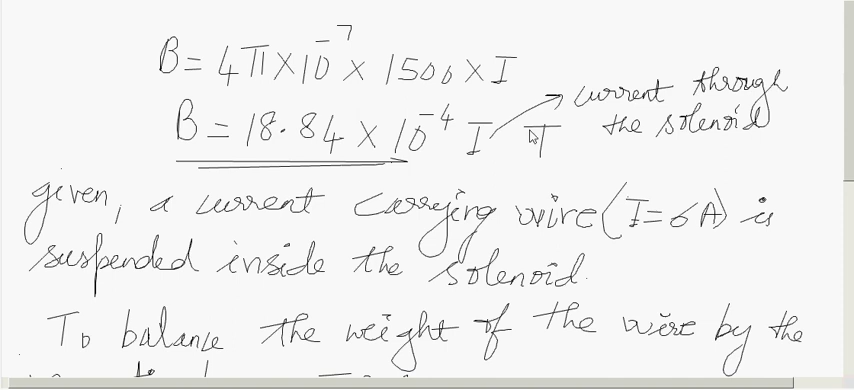 B = 4π×10⁻⁷ × 1500 × I
B = 18.84 × 10⁻⁴ I T → current through the solenoid
given, a current carrying wire (I=6A) is
suspended inside the solenoid.
To balance the weight of the wire by the